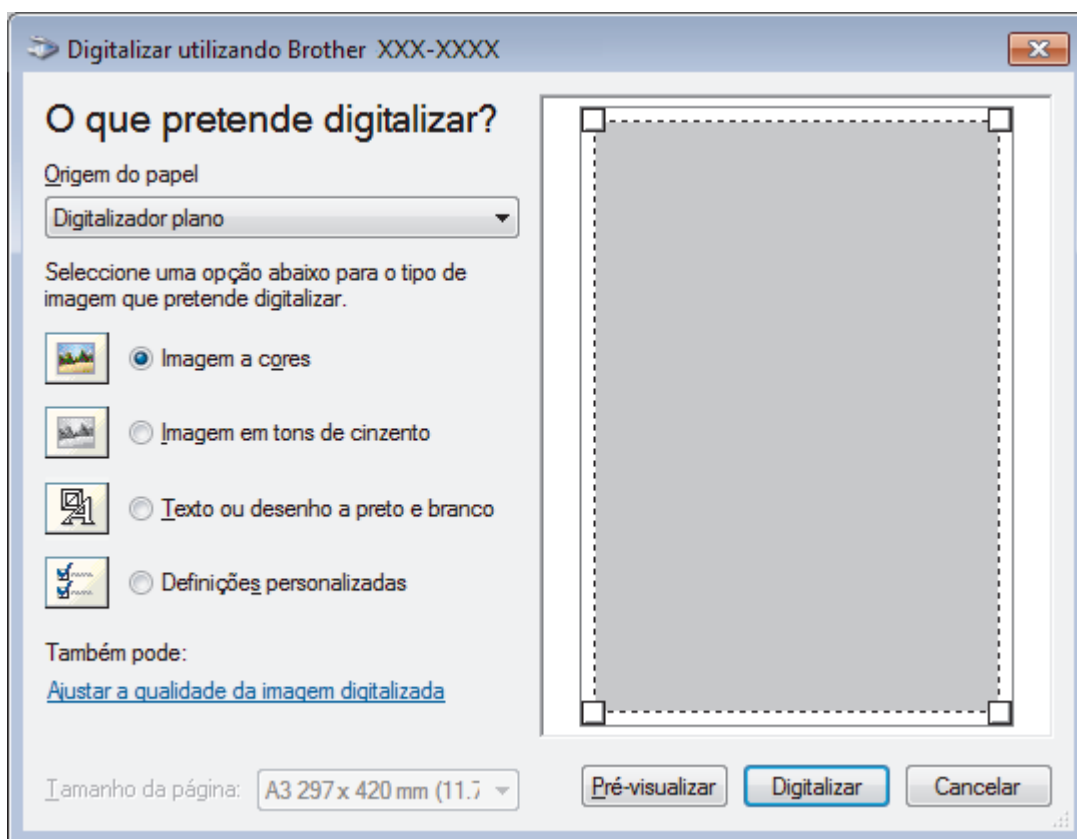 Digitalizar utilizando Brother XXX-XXXX
O que pretende digitalizar?
Origem do papel
Digitalizador plano
Seleccione uma opção abaixo para o tipo de
imagem que pretende digitalizar.
Imagem a cores
Imagem em tons de cinzento
Texto ou desenho a preto e branco
Definições personalizadas
Também pode:
Ajustar a qualidade da imagem digitalizada
Tamanho da página: A3 297 x 420 mm (11.7
Pré-visualizar Digitalizar Cancelar